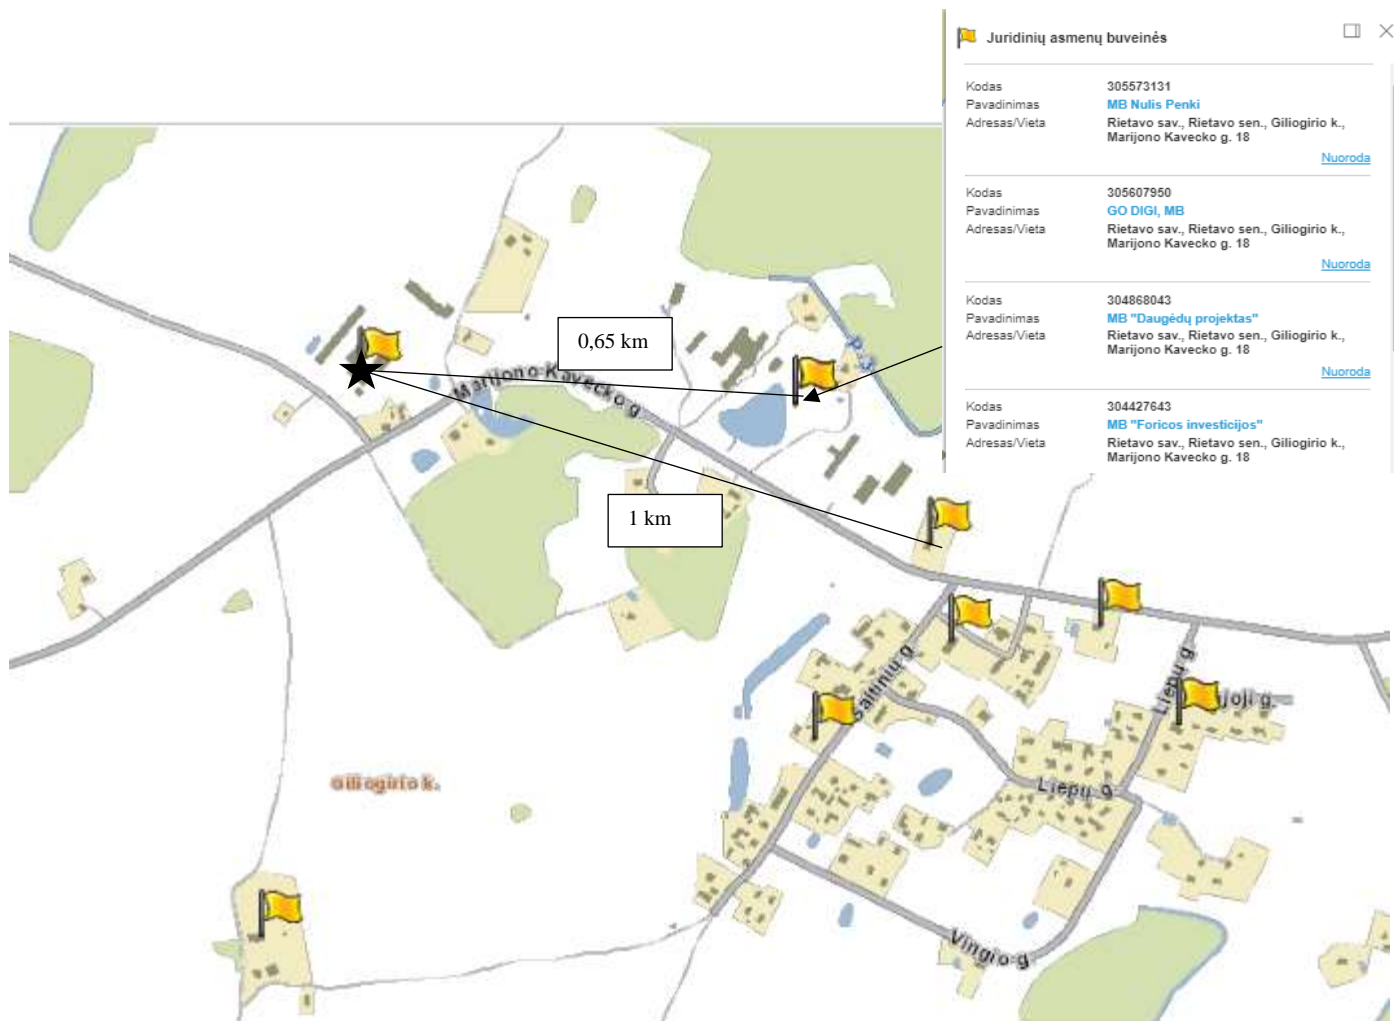 Juridinių asmenų buveinės
Kodas 305573131
Pavadinimas MB Nulis Penki
Adresas/Vieta Rietavo sav., Rietavo sen., Giliogirio k.,
Marijono Kavecko g. 18
Nuoroda
Kodas 305607950
Pavadinimas GO DIGI, MB
Adresas/Vieta Rietavo sav., Rietavo sen., Giliogirio k.,
Marijono Kavecko g. 18
Nuoroda
Kodas 304868043
Pavadinimas MB "Daugėdų projektas"
Adresas/Vieta Rietavo sav., Rietavo sen., Giliogirio k.,
Marijono Kavecko g. 18
Nuoroda
Kodas 304427643
Pavadinimas MB "Foricos investicijos"
Adresas/Vieta Rietavo sav., Rietavo sen., Giliogirio k.,
Marijono Kavecko g. 18
0,65 km
Marijono Kavecko g.
1 km
Šaltinių g.
Liepų g.
joji g.
Giliogirio k.
Liepų g.
Vingio g.